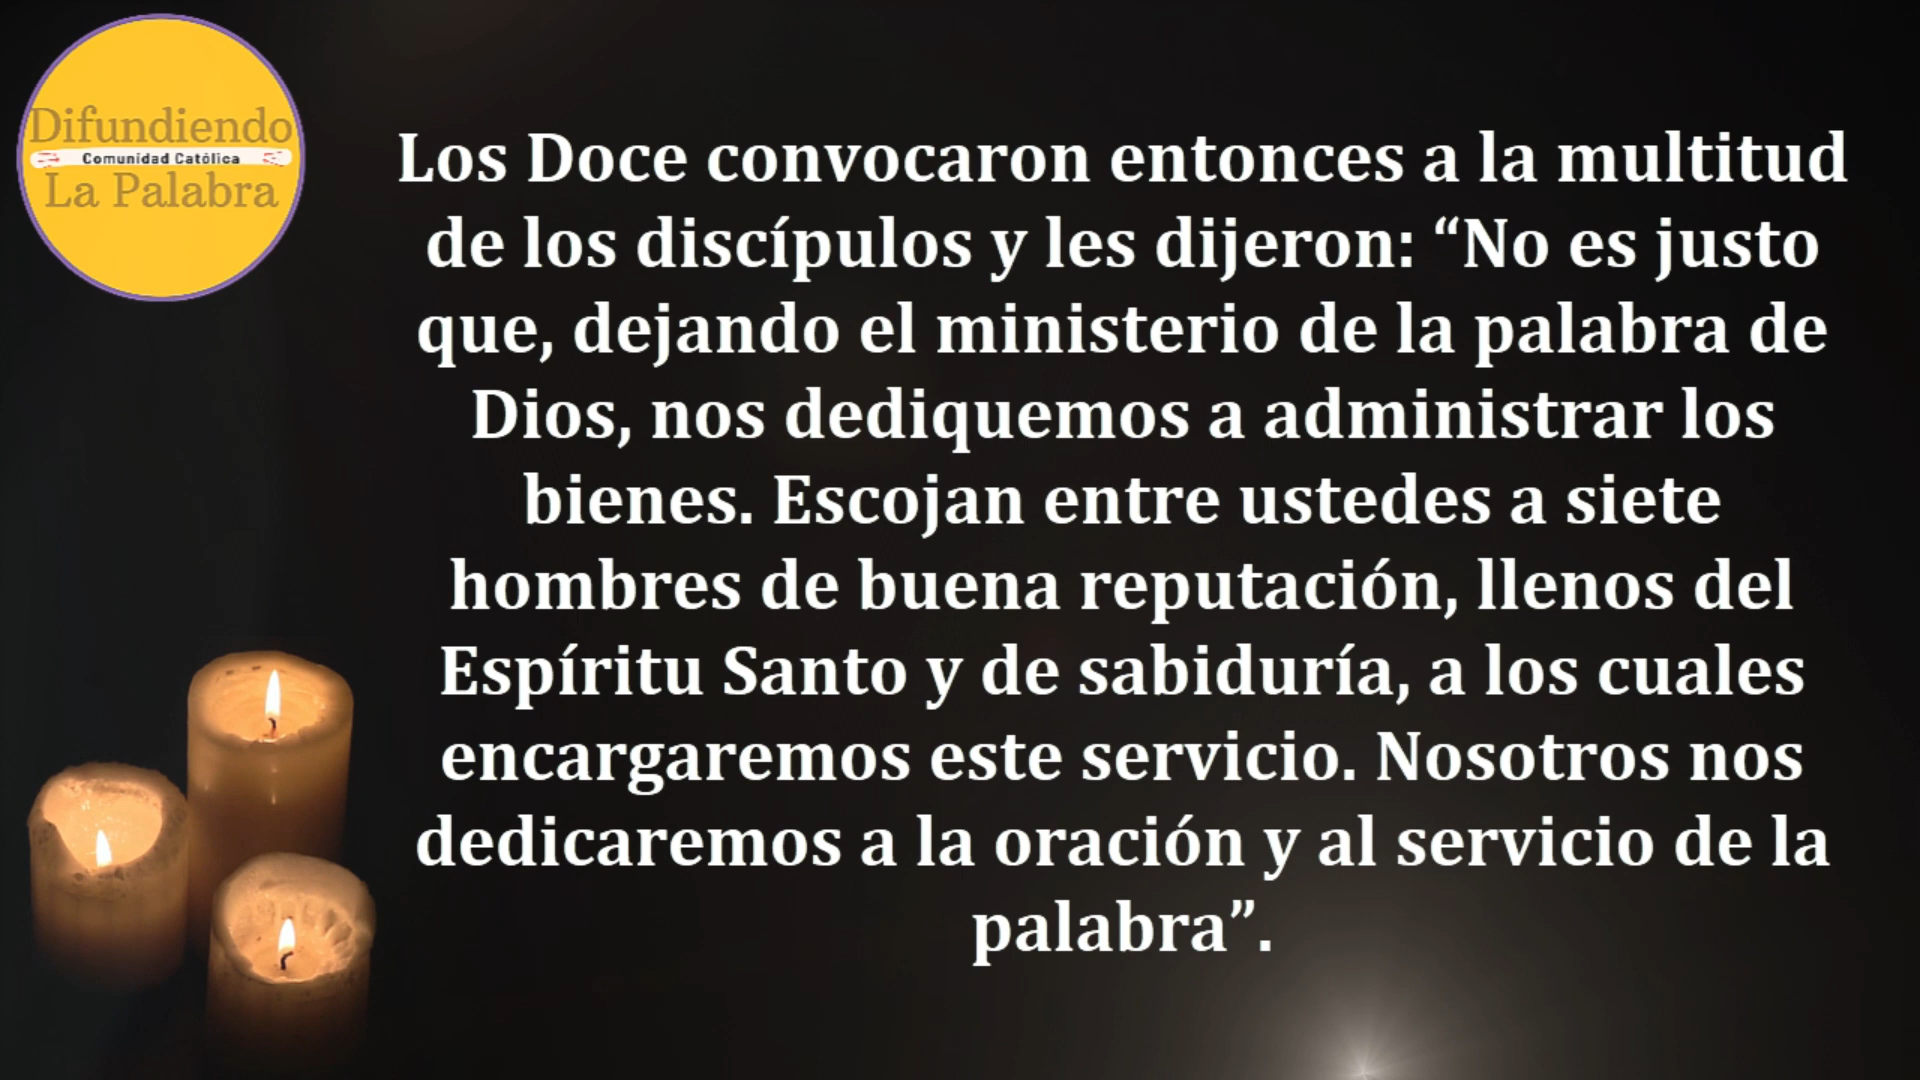 Difundiendo
Comunidad Católica
La Palabra
Los Doce convocaron entonces a la multitud
de los discípulos y les dijeron: “No es justo
que, dejando el ministerio de la palabra de
Dios, nos dediquemos a administrar los
bienes. Escojan entre ustedes a siete
hombres de buena reputación, llenos del
Espíritu Santo y de sabiduría, a los cuales
encargaremos este servicio. Nosotros nos
dedicaremos a la oración y al servicio de la
palabra”.